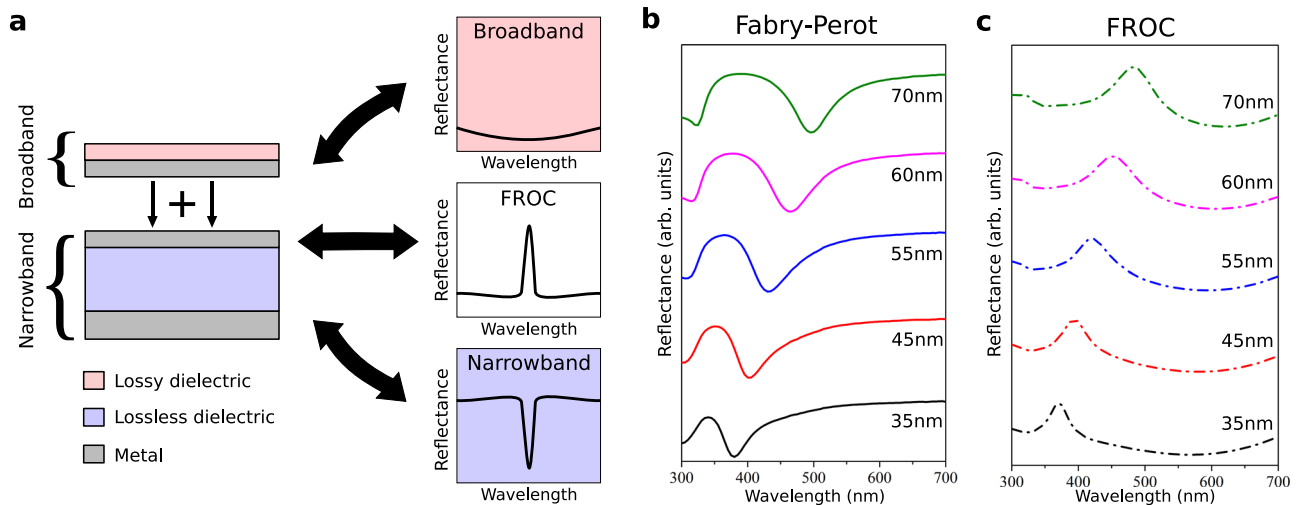 a
Broadband
+
Narrowband
Lossy dielectric
Lossless dielectric
Metal
Broadband
Reflectance
Wavelength
FROC
Reflectance
Wavelength
Narrowband
Reflectance
Wavelength
b
Fabry-Perot
Reflectance (arb. units)
70nm
60nm
55nm
45nm
35nm
300 400 500 600 700
Wavelength (nm)
c
FROC
Reflectance (arb. units)
70nm
60nm
55nm
45nm
35nm
300 400 500 600 700
Wavelength (nm)